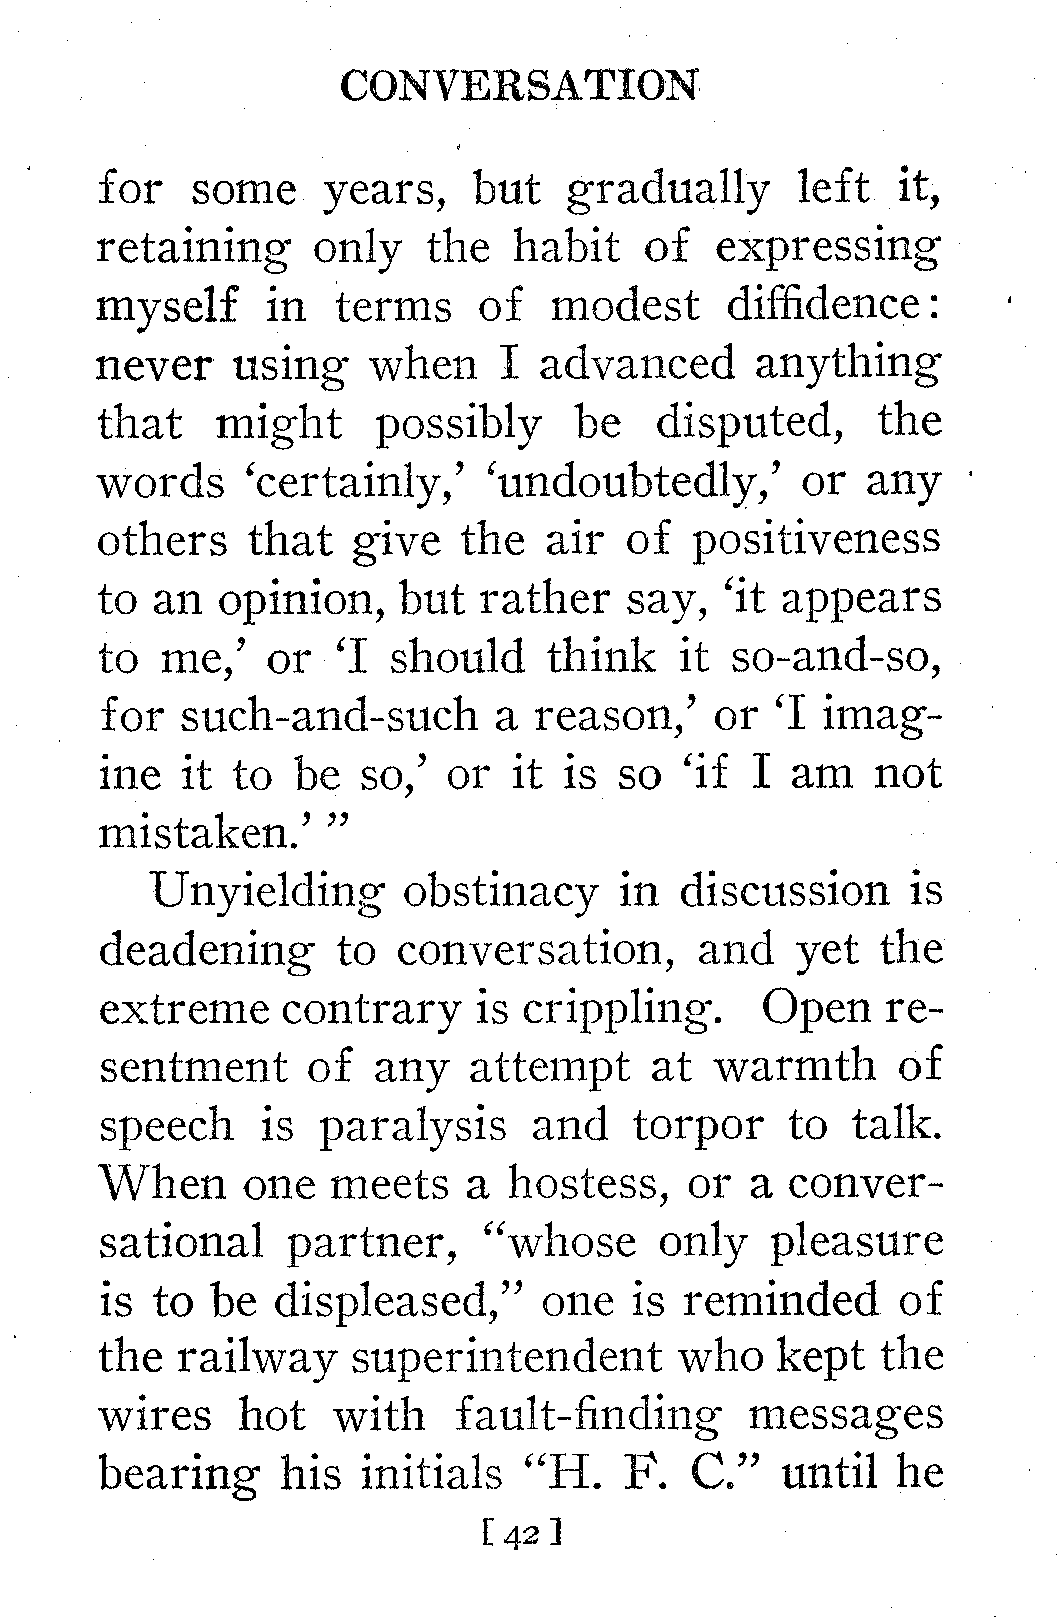 CONVERSATION
for some years, but gradually left it,
retaining only the habit of expressing
myself in terms of modest diffidence:
never using when I advanced anything
that might possibly be disputed, the
words ‘certainly,’ ‘undoubtedly,’ or any
others that give the air of positiveness
to an opinion, but rather say, ‘it appears
to me,’ or ‘I should think it so-and-so,
for such-and-such a reason,’ or ‘I imag-
ine it to be so,’ or it is so ‘if I am not
mistaken.’ ”
Unyielding obstinacy in discussion is
deadening to conversation, and yet the
extreme contrary is crippling. Open re-
sentment of any attempt at warmth of
speech is paralysis and torpor to talk.
When one meets a hostess, or a conver-
sational partner, “whose only pleasure
is to be displeased,” one is reminded of
the railway superintendent who kept the
wires hot with fault-finding messages
bearing his initials “H. F. C.” until he
[ 42 ]